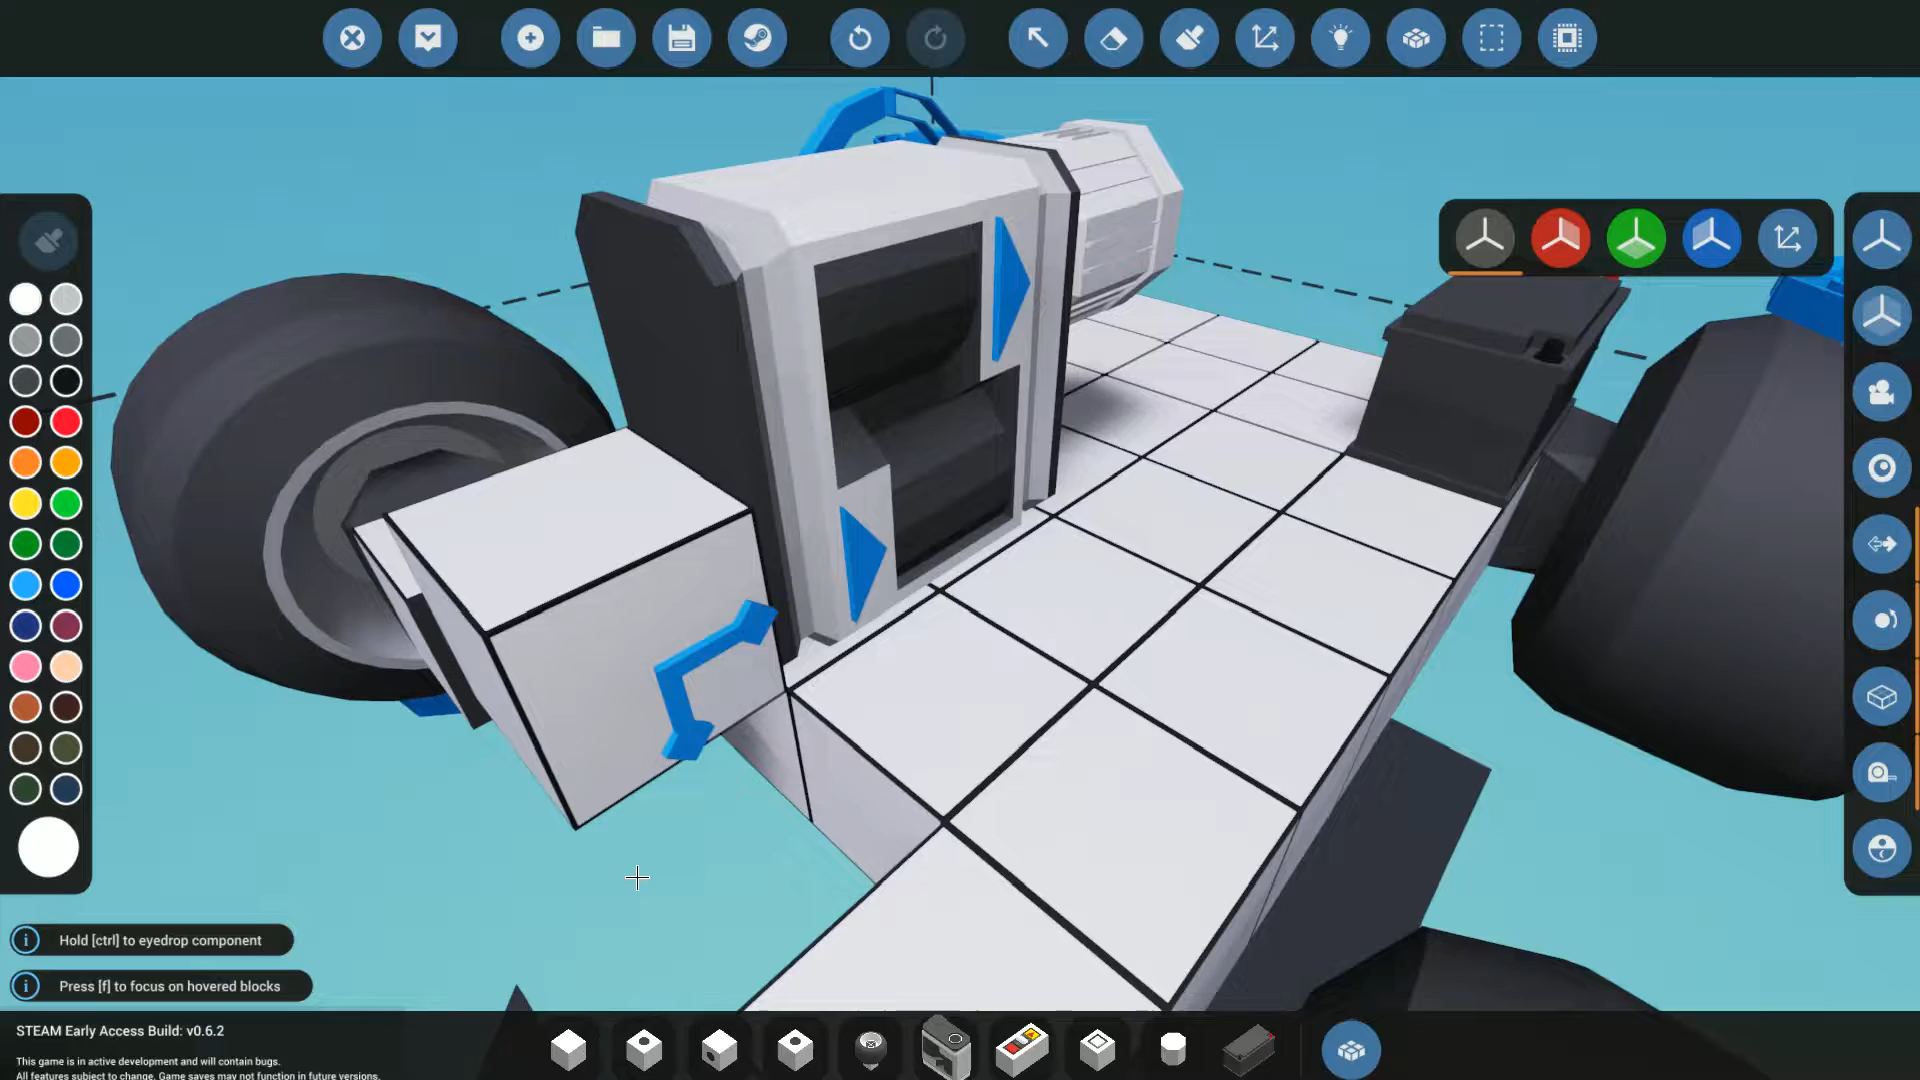 Hold [ctrl] to eyedrop component
Press [f] to focus on hovered blocks
STEAM Early Access Build: v0.6.2
This game is in active development and will contain bugs.
All features subject to change. Game saves may not function in future versions.